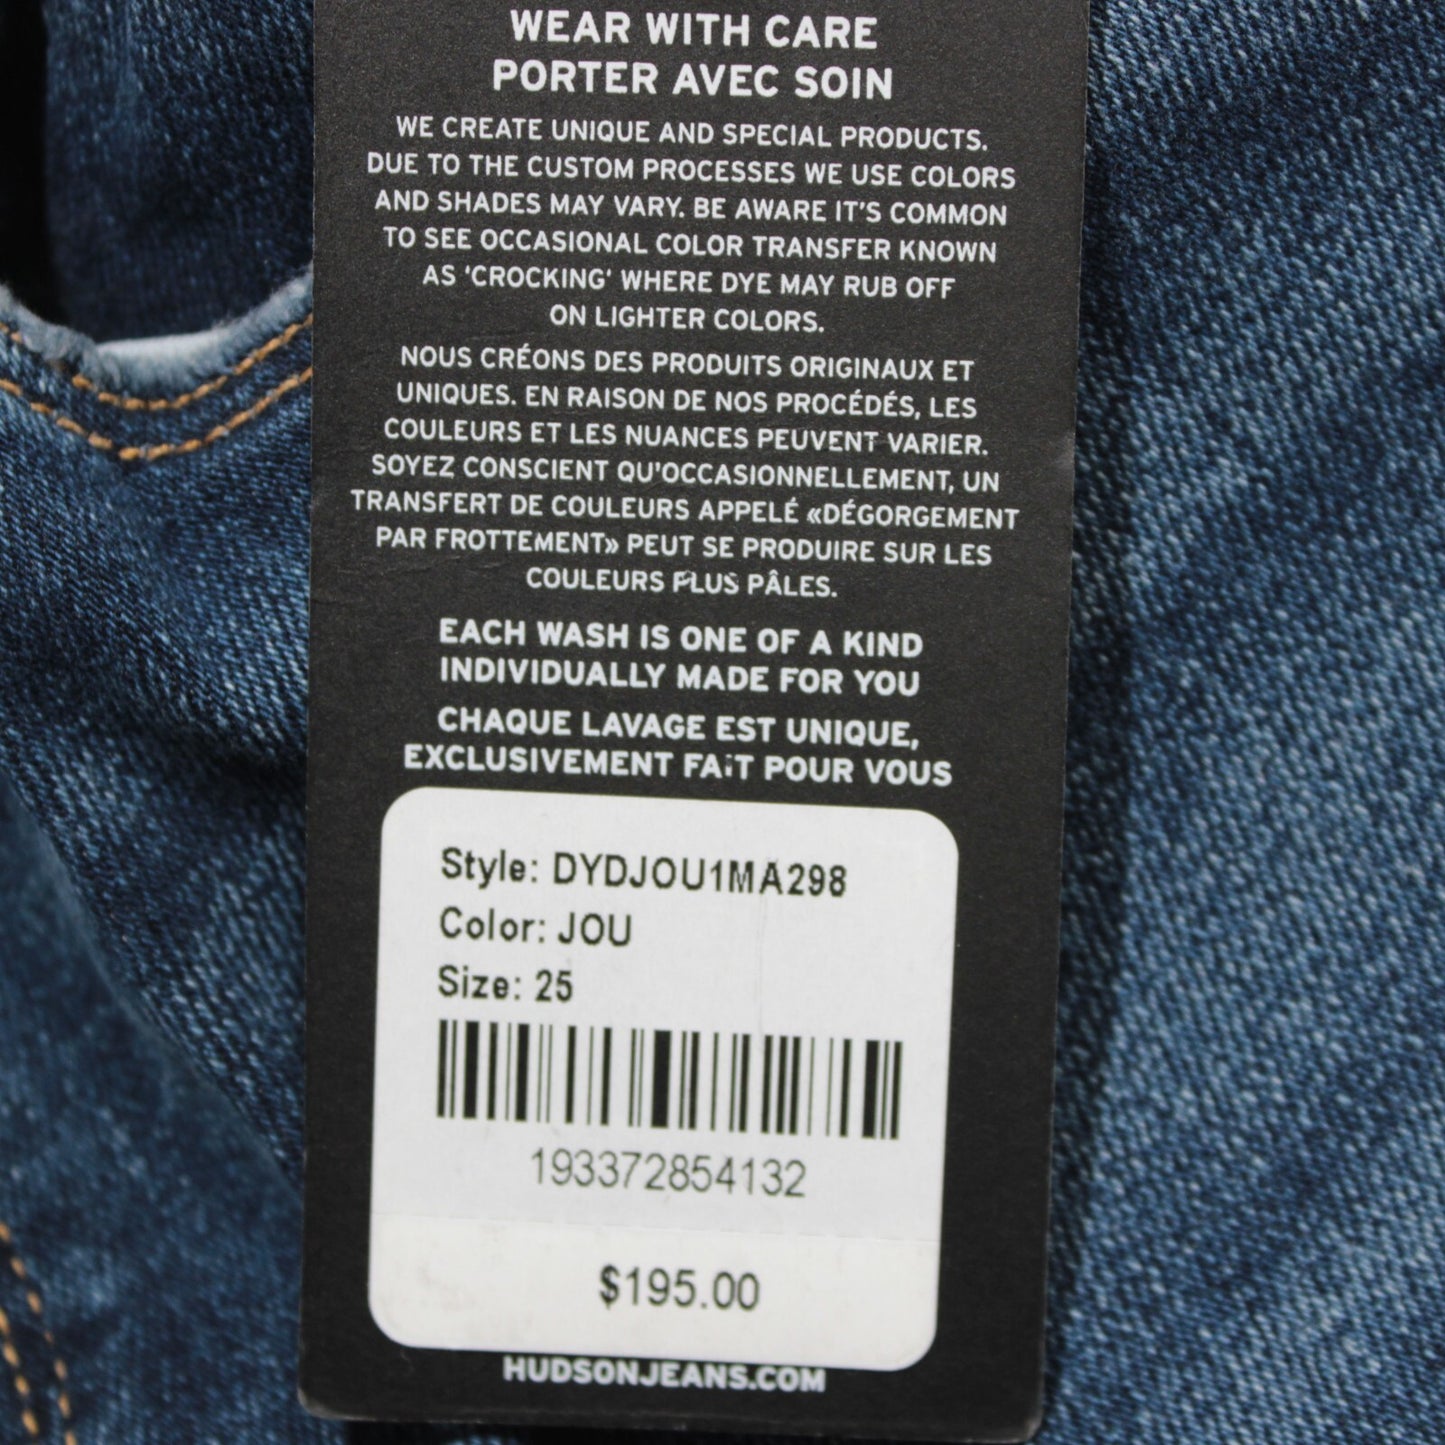 WEAR WITH CARE
PORTER AVEC SOIN
WE CREATE UNIQUE AND SPECIAL PRODUCTS.
DUE TO THE CUSTOM PROCESSES WE USE COLORS
AND SHADES MAY VARY. BE AWARE IT'S COMMON
TO SEE OCCASIONAL COLOR TRANSFER KNOWN
AS 'CROCKING' WHERE DYE MAY RUB OFF
ON LIGHTER COLORS.
NOUS CRÉONS DES PRODUITS ORIGINAUX ET
UNIQUES. EN RAISON DE NOS PROCÉDÉS, LES
COULEURS ET LES NUANCES PEUVENT VARIER.
SOYEZ CONSCIENT QU'OCCASIONNELLEMENT, UN
TRANSFERT DE COULEURS APPELÉ «DÉGORGEMENT
PAR FROTTEMENT» PEUT SE PRODUIRE SUR LES
COULEURS PLUS PÂLES.
EACH WASH IS ONE OF A KIND
INDIVIDUALLY MADE FOR YOU
CHAQUE LAVAGE EST UNIQUE,
EXCLUSIVEMENT FAIT POUR VOUS
Style: DYDJOU1MA298
Color: JOU
Size: 25
193372854132
$195.00
HUDSONJEANS.COM